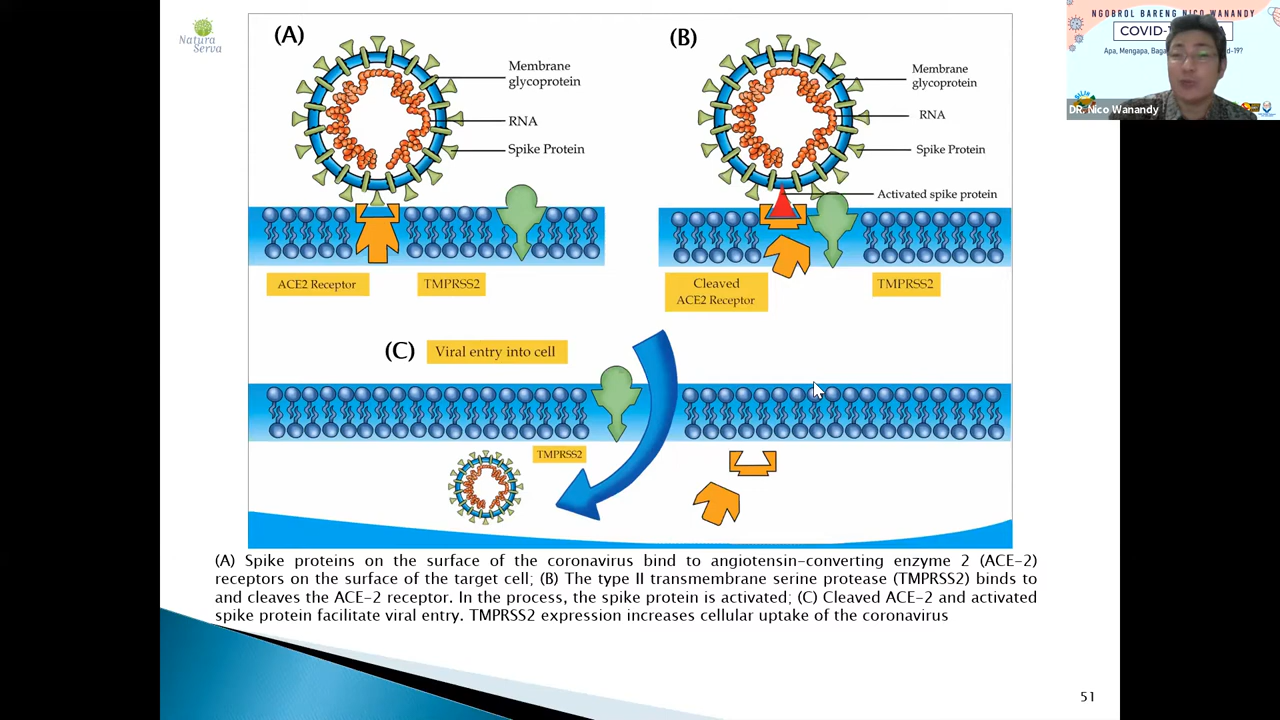 Natura
Serva
(A)
Membrane
glycoprotein
RNA
Spike Protein
ACE2 Receptor
TMPRSS2
(B)
Membrane
glycoprotein
RNA
Spike Protein
Activated spike protein
Cleaved
ACE2 Receptor
TMPRSS2
(C)
Viral entry into cell
TMPRSS2
(A) Spike proteins on the surface of the coronavirus bind to angiotensin-converting enzyme 2 (ACE-2)
receptors on the surface of the target cell; (B) The type II transmembrane serine protease (TMPRSS2) binds to
and cleaves the ACE-2 receptor. In the process, the spike protein is activated; (C) Cleaved ACE-2 and activated
spike protein facilitate viral entry. TMPRSS2 expression increases cellular uptake of the coronavirus
51
NGOBROL BARENG NICO WANANDY
COVID-1
Apa, Mengapa, Baga
d-19?
DR. Nico Wanandy